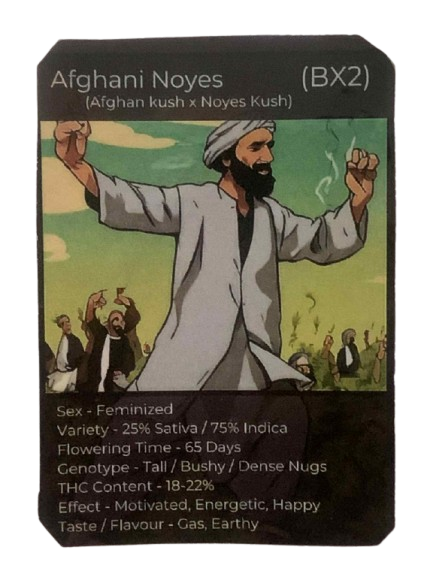 Afghani Noyes (BX2)
(Afghan kush x Noyes Kush)
Sex - Feminized
Variety - 25% Sativa / 75% Indica
Flowering Time - 65 Days
Genotype - Tall / Bushy / Dense Nugs
THC Content - 18-22%
Effect - Motivated, Energetic, Happy
Taste / Flavour - Gas, Earthy